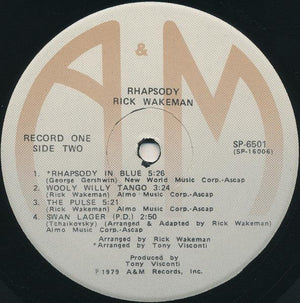 A & M
RHAPSODY
RICK WAKEMAN
RECORD ONE
SIDE TWO
SP-6501
(SP-16006)
1. *RHAPSODY IN BLUE 5:26
(George Gershwin) New World Music Corp.-Ascap
2. WOOLY WILLY TANGO 3:24
(Rick Wakeman) Almo Music Corp.-Ascap
3. THE PULSE 5:21
(Rick Wakeman) Almo Music Corp.-Ascap
4. SWAN LAGER (P.D.) 2:50
(Tchaikovsky) (Arranged & Adapted by Rick Wakeman)
Almo Music Corp.-Ascap
Arranged by Rick Wakeman
*Arranged by Tony Visconti
Produced by
Tony Visconti
℗1979 A&M Records, Inc.